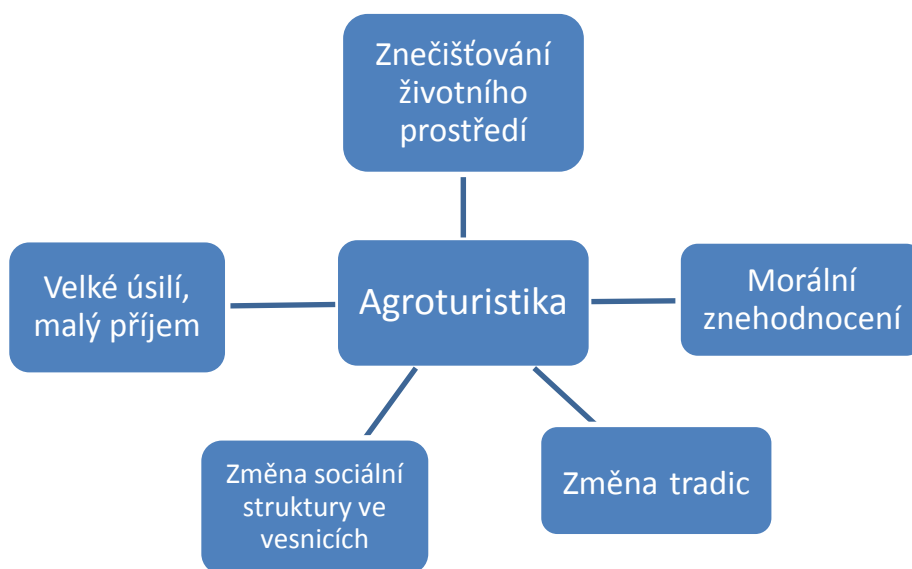 Znečišťování
životního
prostředí
Velké úsilí,
malý příjem
Agroturistika
Morální
znehodnocení
Změna sociální
struktury ve
vesnicích
Změna tradic